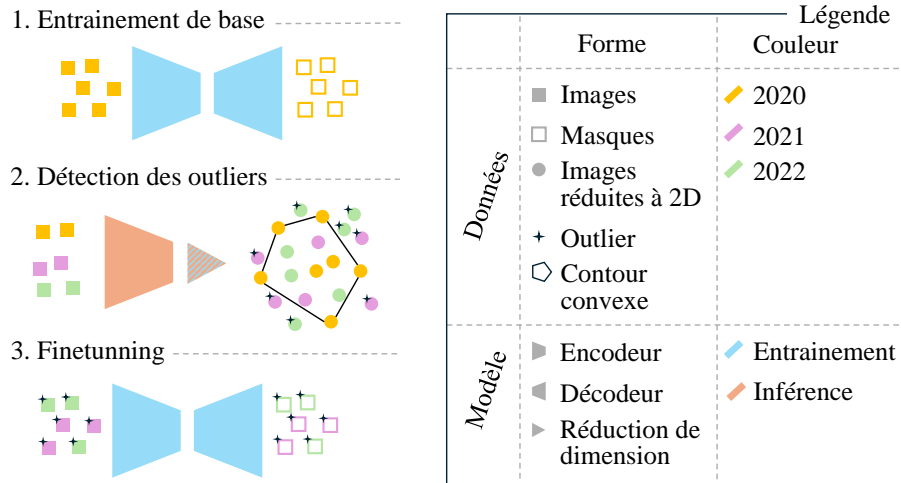 1. Entrainement de base
2. Détection des outliers
3. Finetunning
Légende
Forme
Couleur
Données
Images
2020
Masques
2021
Images
réduites à 2D
2022
Outlier
Contour
convexe
Modèle
Encodeur
Entrainement
Décodeur
Inférence
Réduction de
dimension